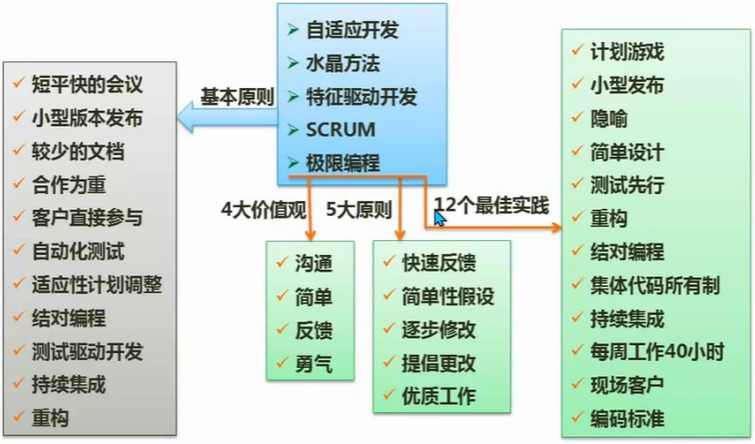 自适应开发
水晶方法
特征驱动开发
SCRUM
极限编程
基本原则
短平快的会议
小型版本发布
较少的文档
合作为重
客户直接参与
自动化测试
适应性计划调整
结对编程
测试驱动开发
持续集成
重构
4大价值观
沟通
简单
反馈
勇气
5大原则
快速反馈
简单性假设
逐步修改
提倡更改
优质工作
12个最佳实践
计划游戏
小型发布
隐喻
简单设计
测试先行
重构
结对编程
集体代码所有制
持续集成
每周工作40小时
现场客户
编码标准